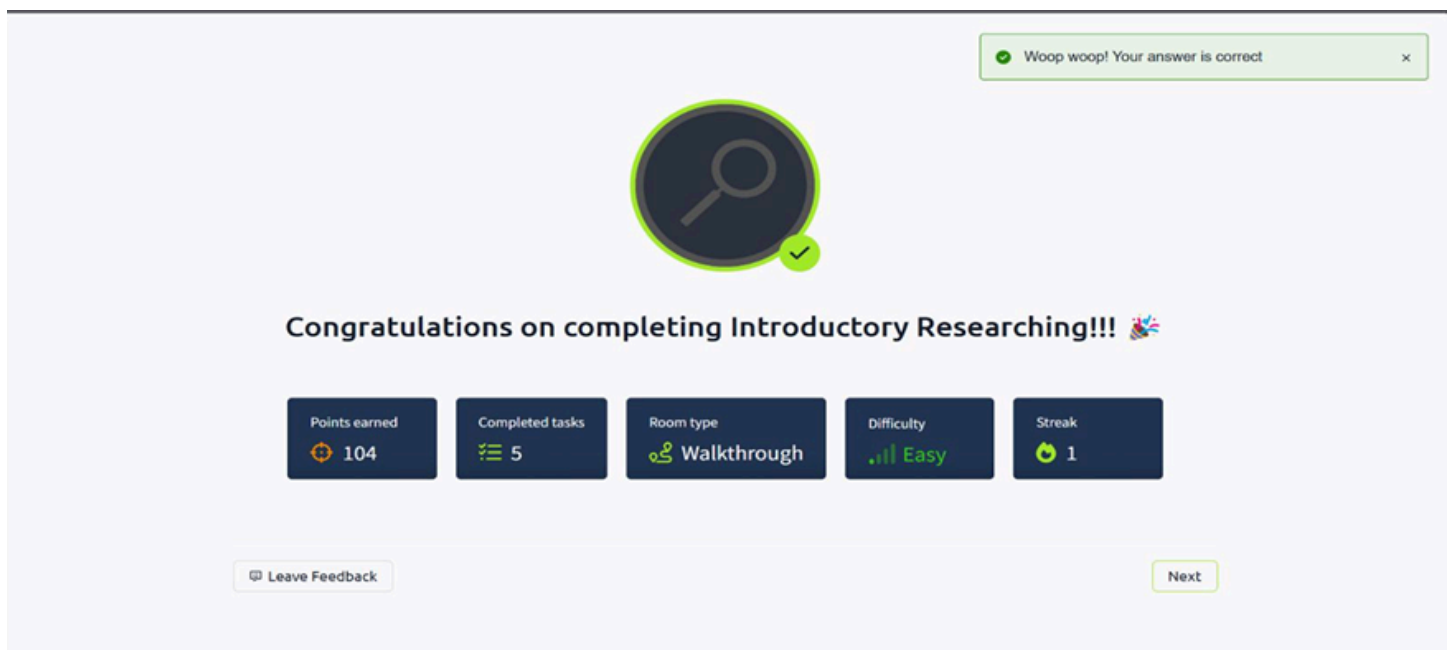 Woop woop! Your answer is correct
Congratulations on completing Introductory Researching!!! 🎉
Points earned
104
Completed tasks
5
Room type
Walkthrough
Difficulty
Easy
Streak
1
Leave Feedback
Next